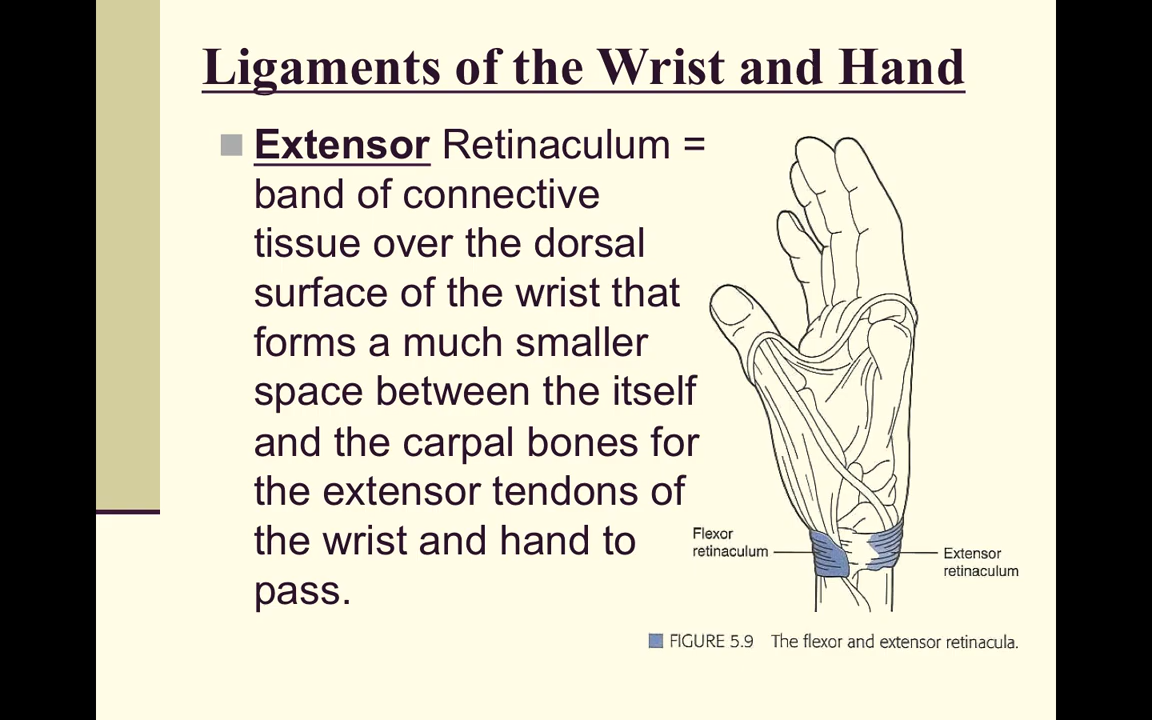 Ligaments of the Wrist and Hand
Extensor Retinaculum =
band of connective
tissue over the dorsal
surface of the wrist that
forms a much smaller
space between the itself
and the carpal bones for
the extensor tendons of
the wrist and hand to
pass.
Flexor
retinaculum
Extensor
retinaculum
FIGURE 5.9 The flexor and extensor retinacula.